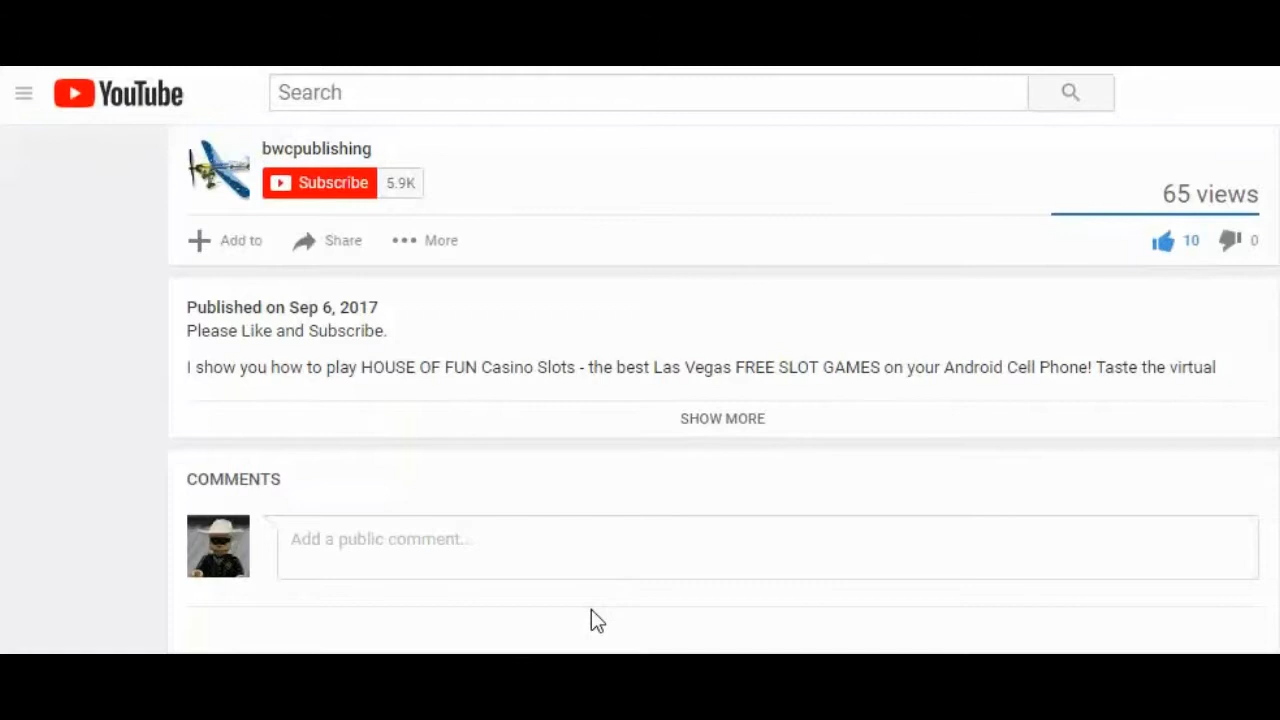 YouTube
Search
bwcpublishing
Subscribe 5.9K
65 views
Add to Share More
10 0
Published on Sep 6, 2017
Please Like and Subscribe.
I show you how to play HOUSE OF FUN Casino Slots - the best Las Vegas FREE SLOT GAMES on your Android Cell Phone! Taste the virtual
SHOW MORE
COMMENTS
Add a public comment...